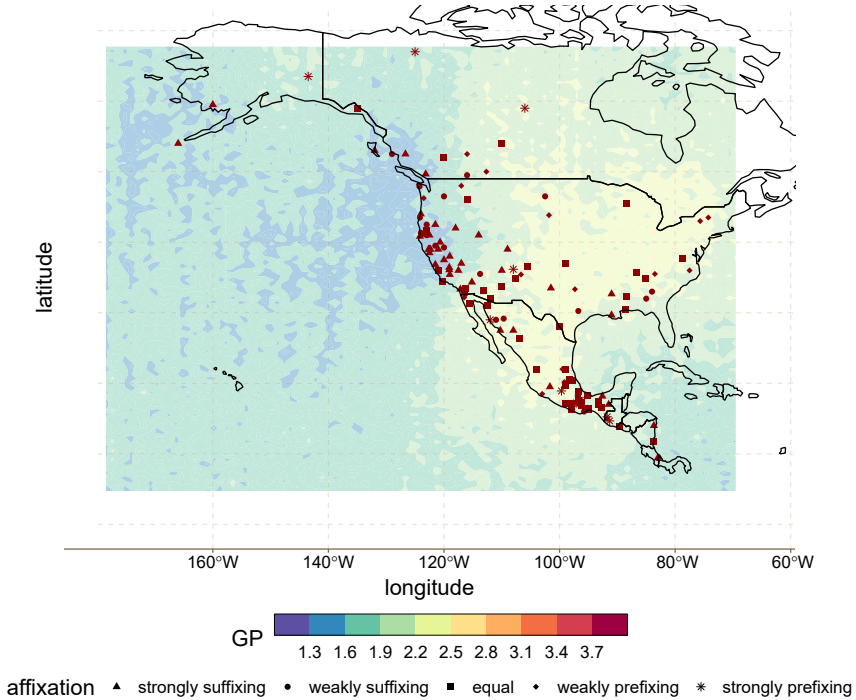 latitude
160°W 140°W 120°W 100°W 80°W 60°W
longitude
GP
1.3 1.6 1.9 2.2 2.5 2.8 3.1 3.4 3.7
affixation strongly suffixing weakly suffixing equal weakly prefixing strongly prefixing